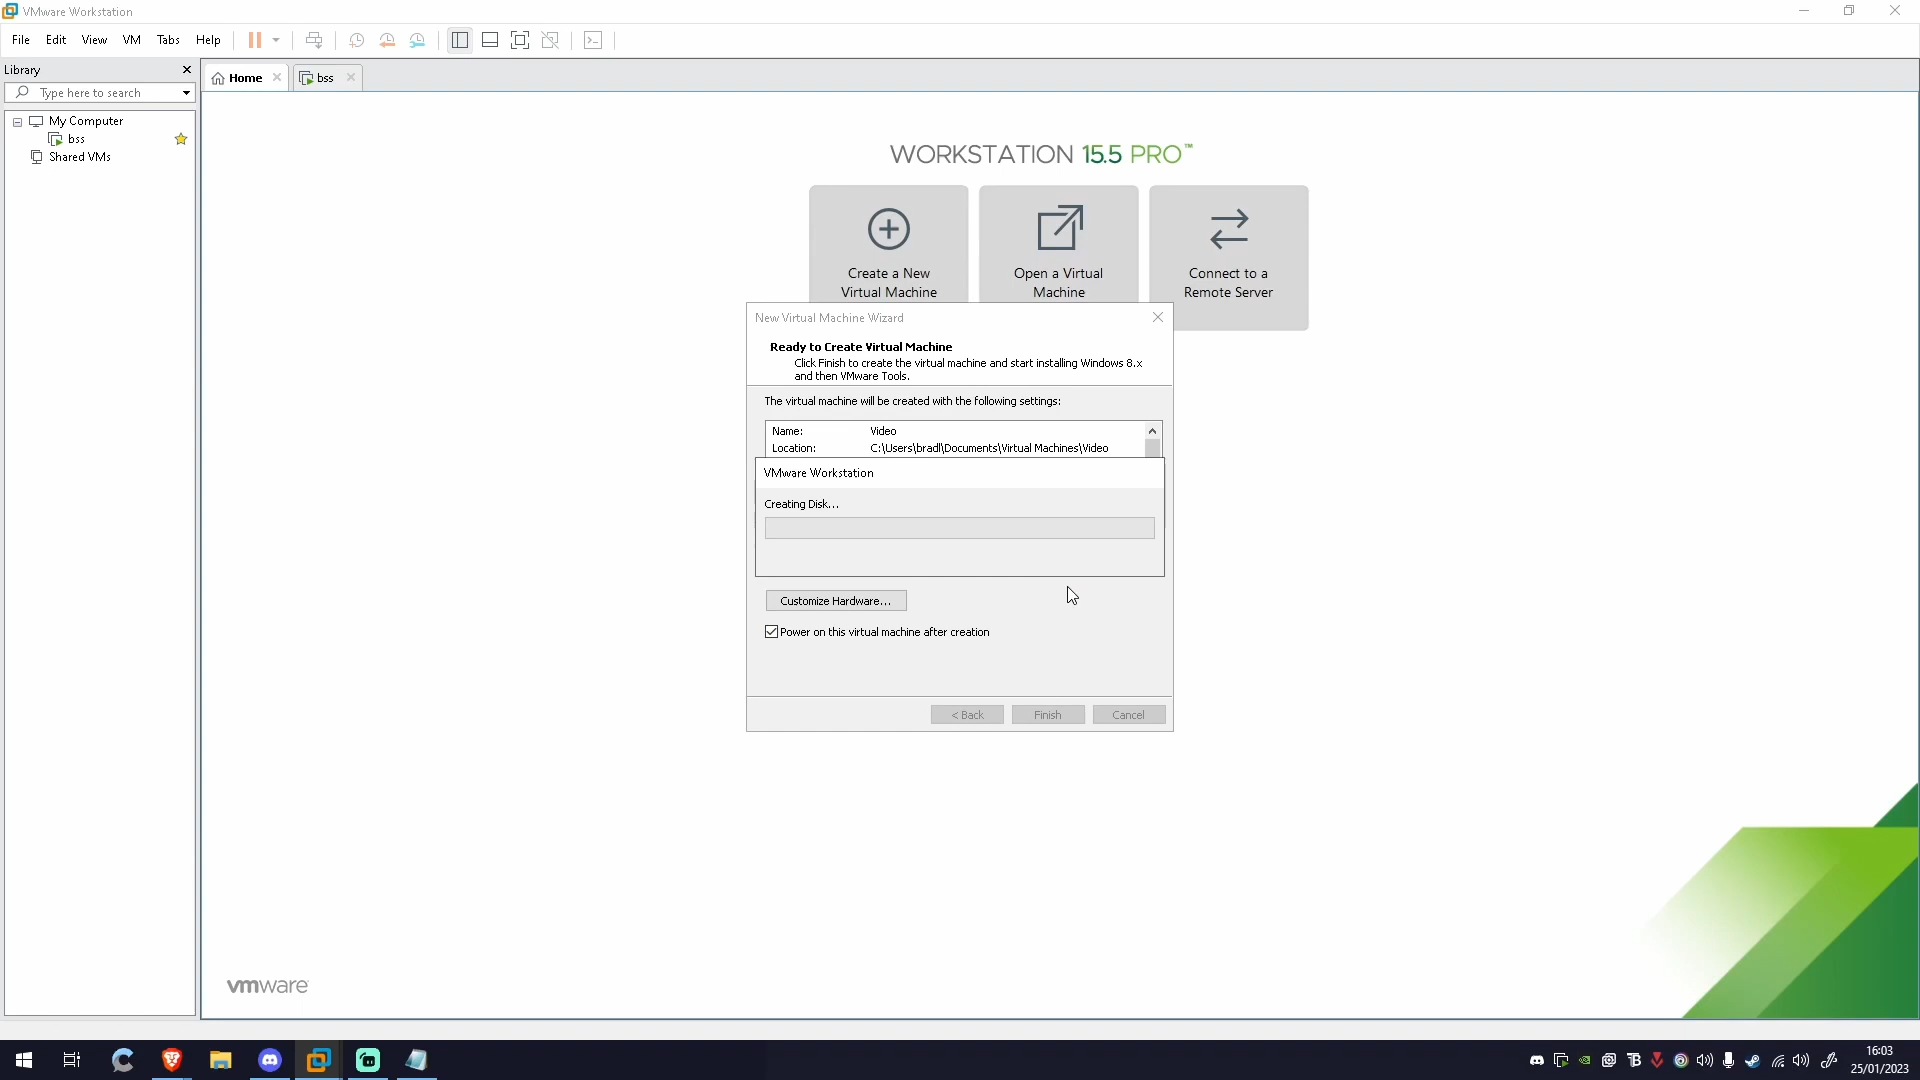 VMware Workstation
File Edit View VM Tabs Help
Library
Home
bss
Type here to search
My Computer
bss
Shared VMs
WORKSTATION 15.5 PRO™
Create a New
Virtual Machine
Open a Virtual
Machine
Connect to a
Remote Server
New Virtual Machine Wizard
Ready to Create Virtual Machine
Click Finish to create the virtual machine and start installing Windows 8.x
and then VMware Tools.
The virtual machine will be created with the following settings:
Name: Video
Location: C:\Users\bradl\Documents\Virtual Machines\Video
VMware Workstation
Creating Disk...
Customize Hardware...
Power on this virtual machine after creation
< Back
Finish
Cancel
vmware
16:03
25/01/2023